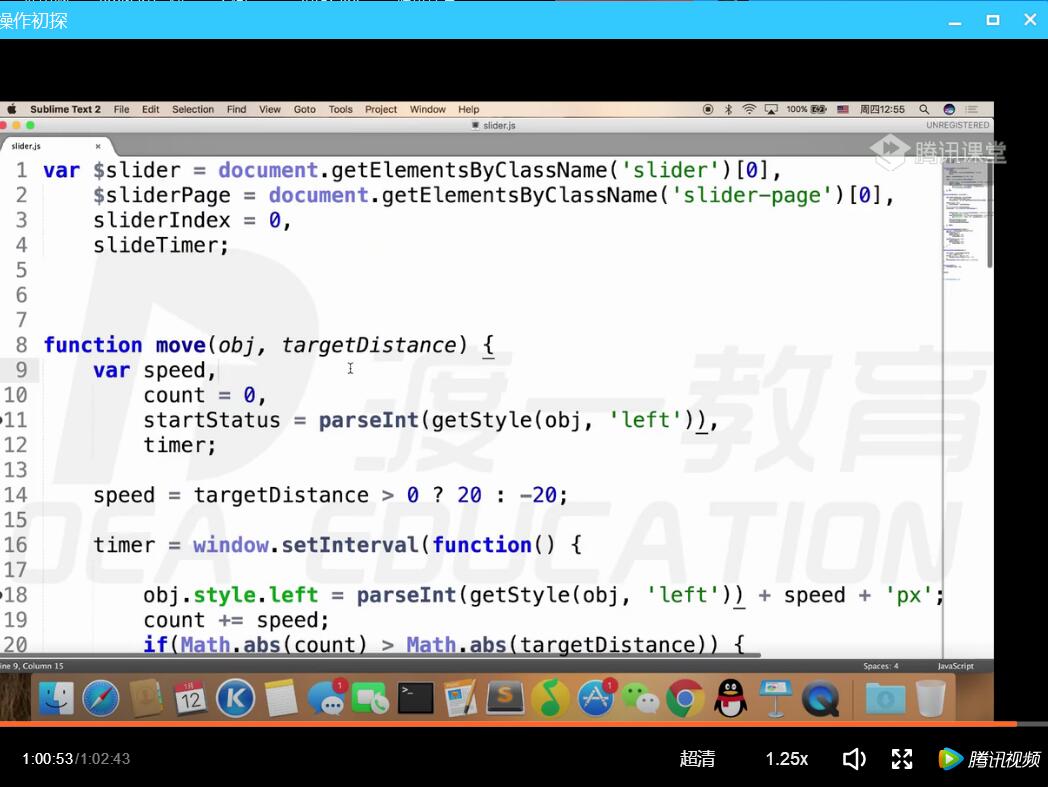 操作初探
Sublime Text 2 File Edit Selection Find View Goto Tools Project Window Help 100% 周四12:55
slider.js
UNREGISTERED
slider.js
腾讯课堂
1 var $slider = document.getElementsByClassName('slider')[0],
2 $sliderPage = document.getElementsByClassName('slider-page')[0],
3 sliderIndex = 0,
4 slideTimer;
5
6
7
8 function move(obj, targetDistance) {
9 var speed,
10 count = 0,
11 startStatus = parseInt(getStyle(obj, 'left')),
12 timer;
13
14 speed = targetDistance > 0 ? 20 : -20;
15
16 timer = window.setInterval(function() {
17
18 obj.style.left = parseInt(getStyle(obj, 'left')) + speed + 'px';
19 count += speed;
20 if(Math.abs(count) > Math.abs(targetDistance)) {
渡一教育
DEA EDUCATION
ine 9, Column 15
Spaces: 4
JavaScript
12
1
1
1:00:53/1:02:43
超清
1.25x
腾讯视频